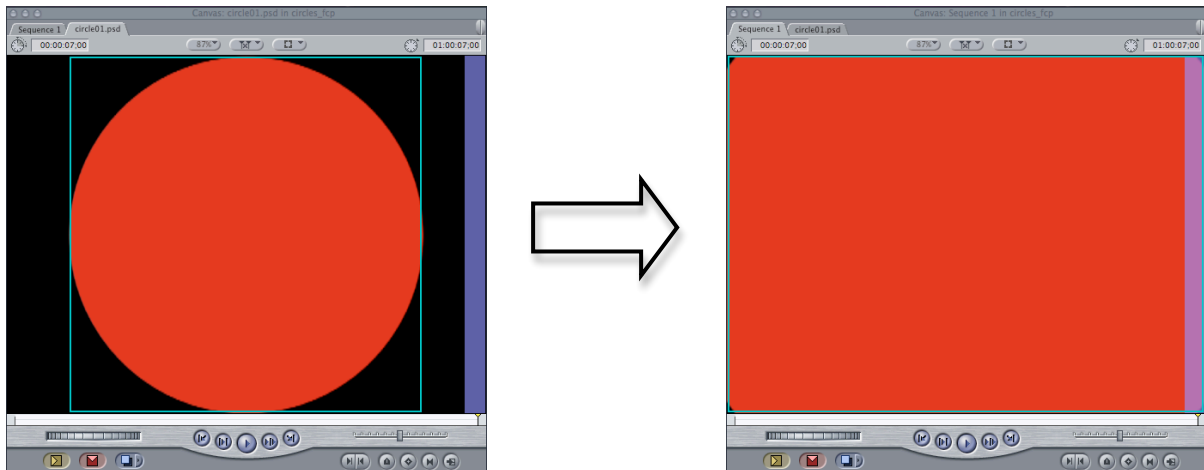 Canvas: circle01.psd in circles_fcp
Sequence 1 circle01.psd
00:00:07;00 87% 01:00:07;00
Canvas: Sequence 1 in circles_fcp
Sequence 1 circle01.psd
00:00:07;00 87% 01:00:07;00